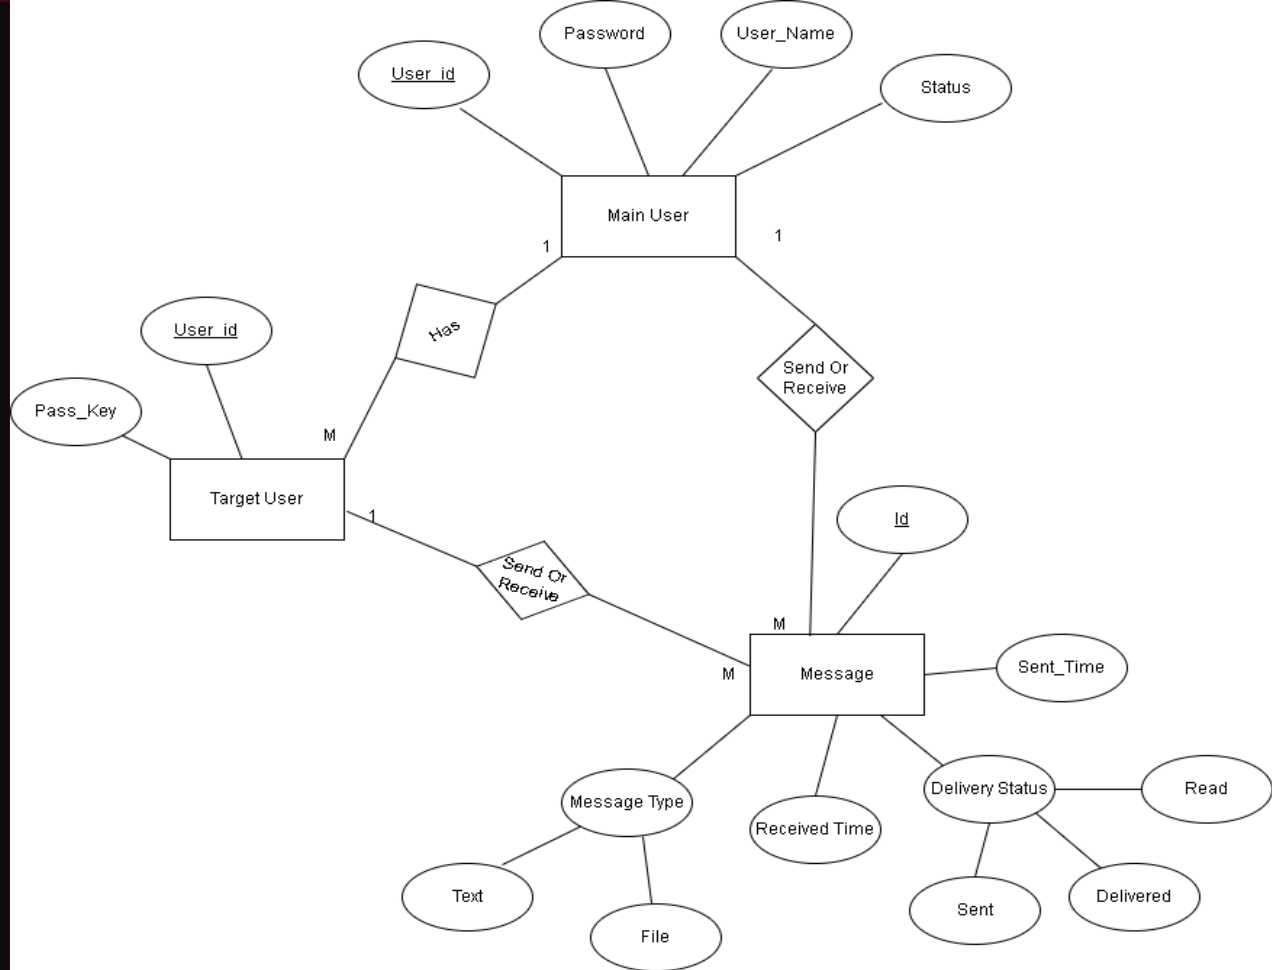 Password
User_Name
User_id
Status
Main User
1
1
Has
User_id
Send Or
Receive
Pass_Key
M
Target User
1
Id
Send Or
Receive
M
Message
Sent_Time
M
Message Type
Received Time
Delivery Status
Read
Text
File
Sent
Delivered